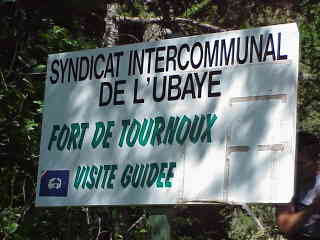 SYNDICAT INTERCOMMUNAL
DE L'UBAYE
FORT DE TOURNOUX
VISITE GUIDEE